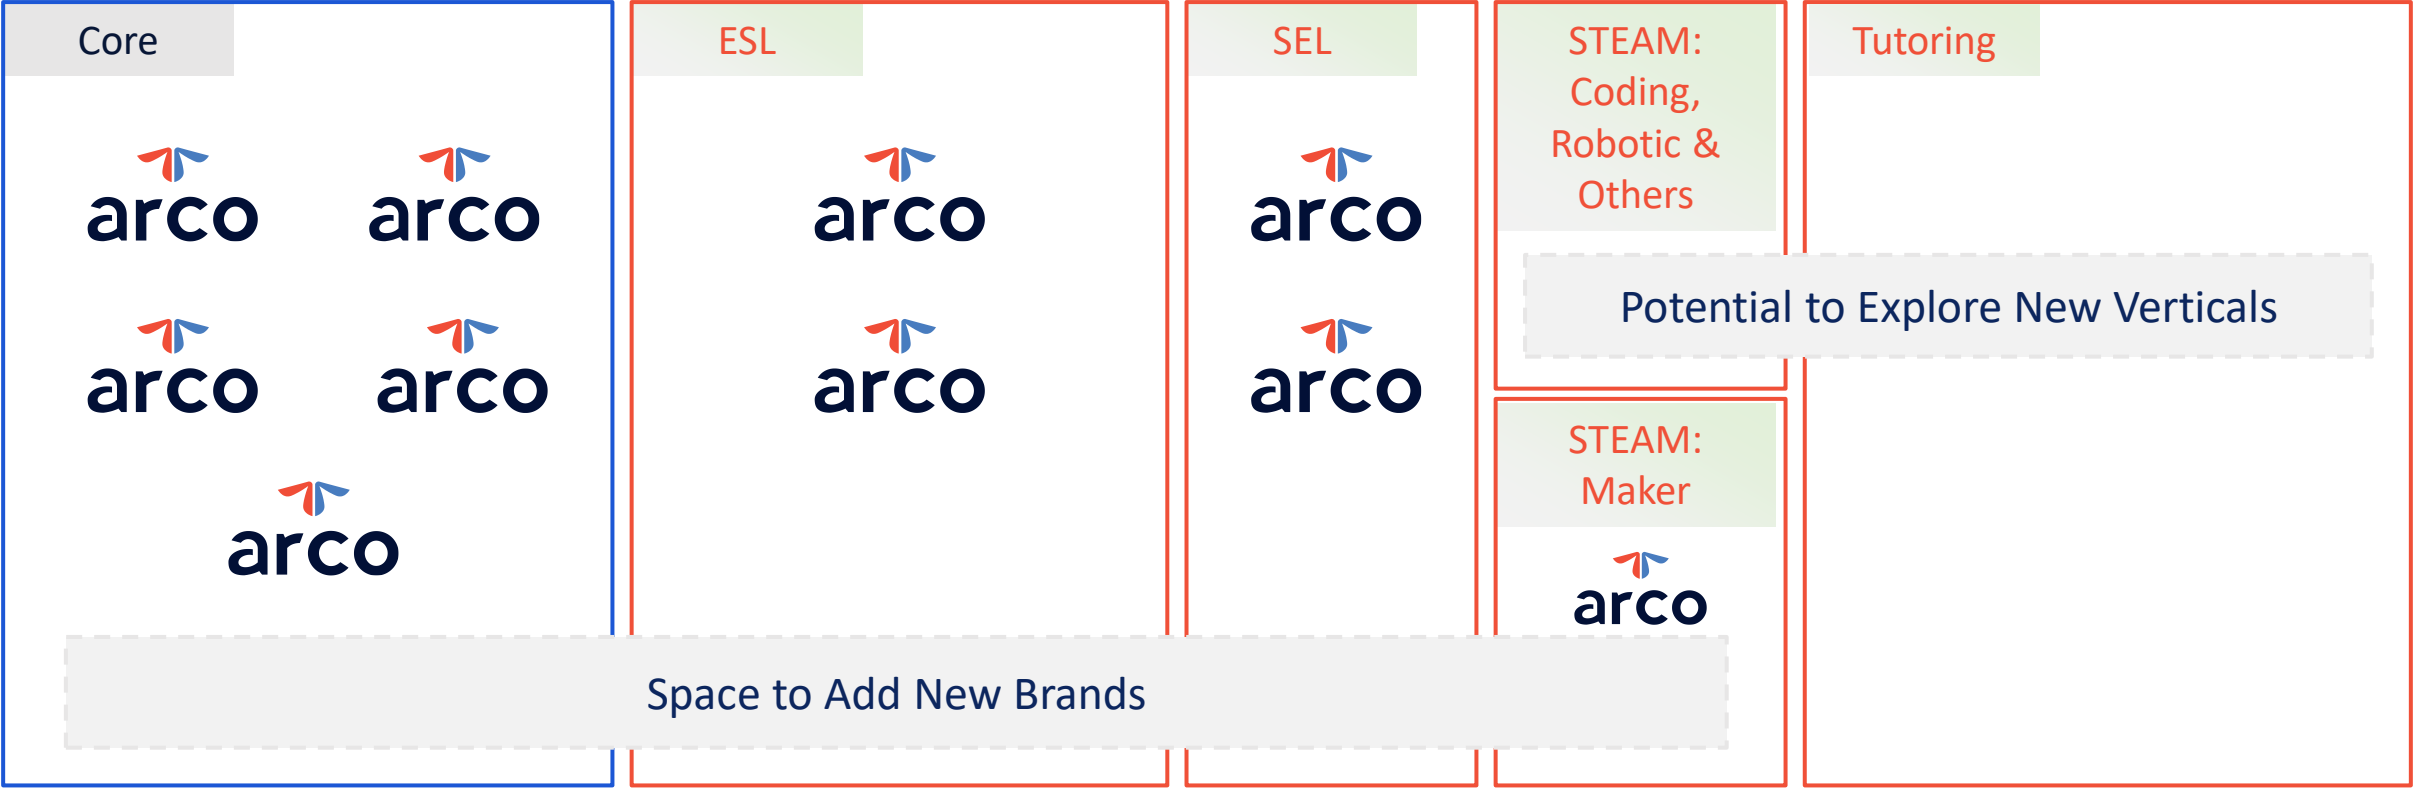 Core
arco
arco
arco
arco
arco
ESL
arco
arco
SEL
arco
arco
STEAM:
Coding,
Robotic &
Others
STEAM:
Maker
arco
Tutoring
Potential to Explore New Verticals
Space to Add New Brands